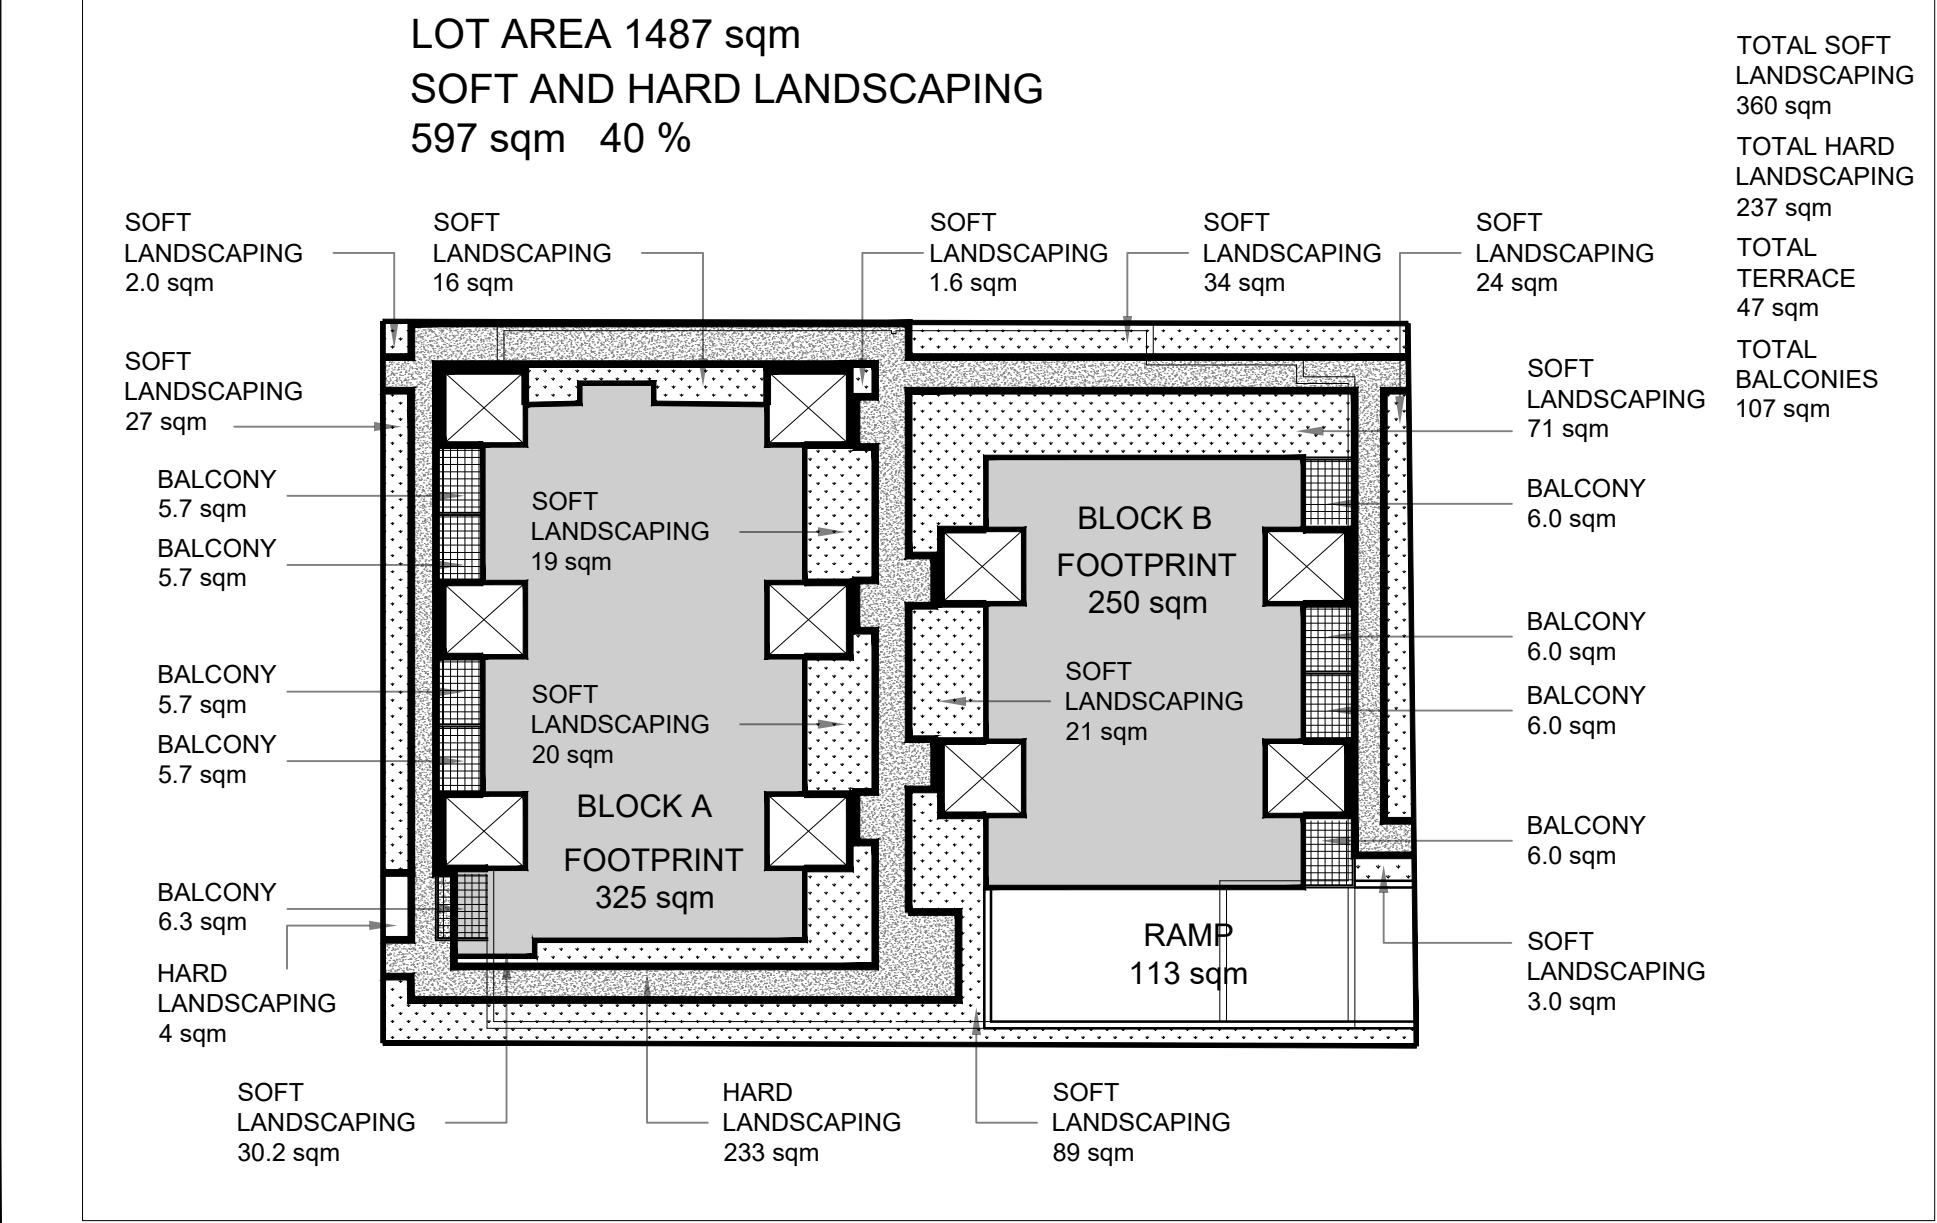 LOT AREA 1487 sqm
SOFT AND HARD LANDSCAPING
597 sqm 40 %
TOTAL SOFT
LANDSCAPING
360 sqm
TOTAL HARD
LANDSCAPING
237 sqm
TOTAL
TERRACE
47 sqm
TOTAL
BALCONIES
107 sqm
SOFT
LANDSCAPING
2.0 sqm
SOFT
LANDSCAPING
16 sqm
SOFT
LANDSCAPING
1.6 sqm
SOFT
LANDSCAPING
34 sqm
SOFT
LANDSCAPING
24 sqm
SOFT
LANDSCAPING
27 sqm
BALCONY
5.7 sqm
BALCONY
5.7 sqm
BALCONY
5.7 sqm
BALCONY
5.7 sqm
BALCONY
6.3 sqm
HARD
LANDSCAPING
4 sqm
SOFT
LANDSCAPING
19 sqm
SOFT
LANDSCAPING
20 sqm
BLOCK A
FOOTPRINT
325 sqm
BLOCK B
FOOTPRINT
250 sqm
SOFT
LANDSCAPING
21 sqm
RAMP
113 sqm
SOFT
LANDSCAPING
71 sqm
BALCONY
6.0 sqm
BALCONY
6.0 sqm
BALCONY
6.0 sqm
BALCONY
6.0 sqm
SOFT
LANDSCAPING
3.0 sqm
SOFT
LANDSCAPING
30.2 sqm
HARD
LANDSCAPING
233 sqm
SOFT
LANDSCAPING
89 sqm